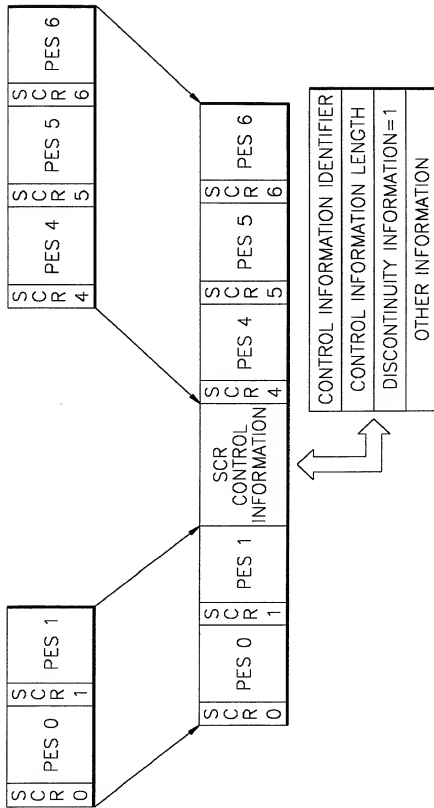 SCR 0 PES 0 SCR 1 PES 1
SCR 4 PES 4 SCR 5 PES 5 SCR 6 PES 6
SCR 0 PES 0 SCR 1 PES 1 SCR CONTROL INFORMATION SCR 4 PES 4 SCR 5 PES 5 SCR 6 PES 6
CONTROL INFORMATION IDENTIFIER
CONTROL INFORMATION LENGTH
DISCONTINUITY INFORMATION=1
OTHER INFORMATION